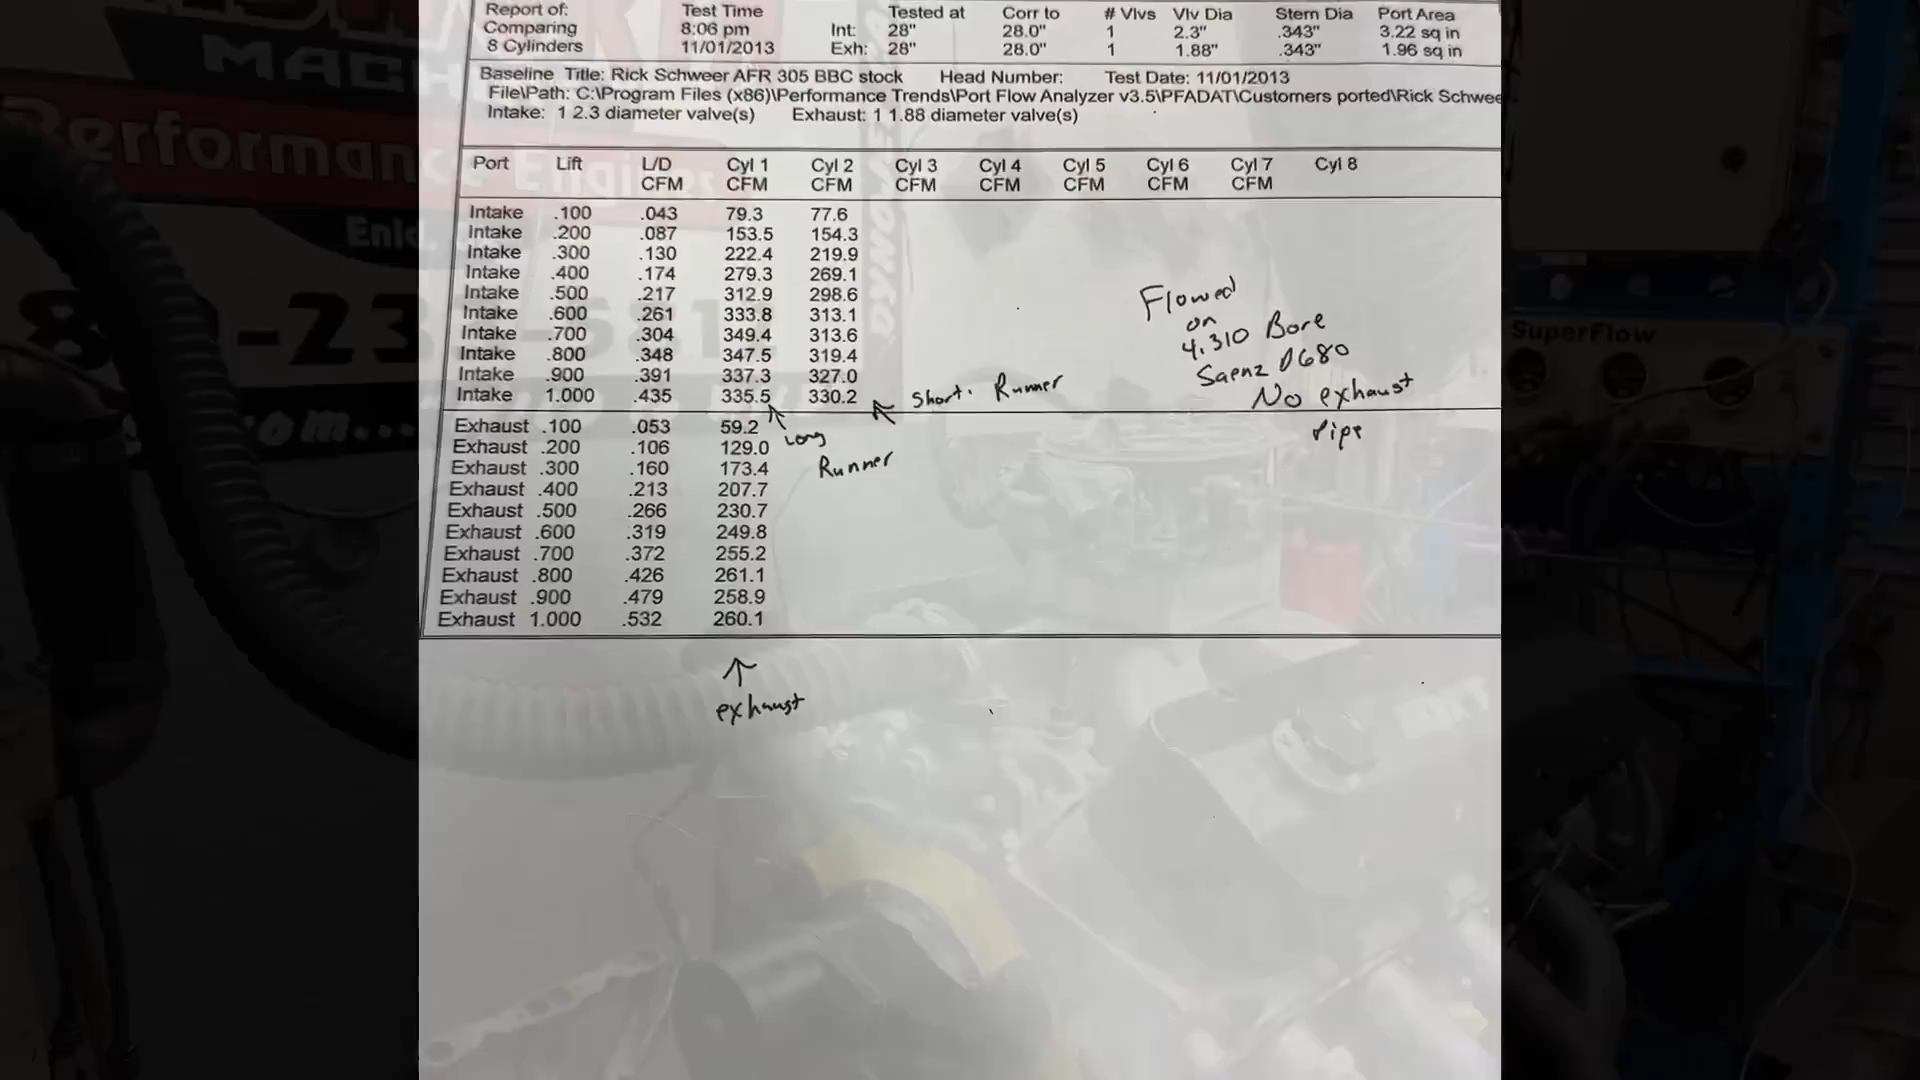 Report of: Test Time Tested at Corr to # Vlvs Vlv Dia Stem Dia Port Area
Comparing 8:06 pm Int: 28" 28.0" 1 2.3" .343" 3.22 sq in
8 Cylinders 11/01/2013 Exh: 28" 28.0" 1 1.88" .343" 1.96 sq in
Baseline Title: Rick Schweer AFR 305 BBC stock Head Number: Test Date: 11/01/2013
File\Path: C:\Program Files (x86)\Performance Trends\Port Flow Analyzer v3.5\PFADAT\Customers ported\Rick Schwee
Intake: 1 2.3 diameter valve(s) Exhaust: 1 1.88 diameter valve(s)
Port Lift L/D Cyl 1 Cyl 2 Cyl 3 Cyl 4 Cyl 5 Cyl 6 Cyl 7 Cyl 8
CFM CFM CFM CFM CFM CFM CFM CFM
Intake .100 .043 79.3 77.6
Intake .200 .087 153.5 154.3
Intake .300 .130 222.4 219.9
Intake .400 .174 279.3 269.1
Intake .500 .217 312.9 298.6
Intake .600 .261 333.8 313.1
Intake .700 .304 349.4 313.6
Intake .800 .348 347.5 319.4
Intake .900 .391 337.3 327.0
Intake 1.000 .435 335.5 330.2
Short. Runner
Flowed
on
4.310 Bore
Saenz D680
No exhaust
pipe
Exhaust .100 .053 59.2
Exhaust .200 .106 129.0
Exhaust .300 .160 173.4
Exhaust .400 .213 207.7
Exhaust .500 .266 230.7
Exhaust .600 .319 249.8
Exhaust .700 .372 255.2
Exhaust .800 .426 261.1
Exhaust .900 .479 258.9
Exhaust 1.000 .532 260.1
Long
Runner
exhaust
SuperFlow
Performance
Enid